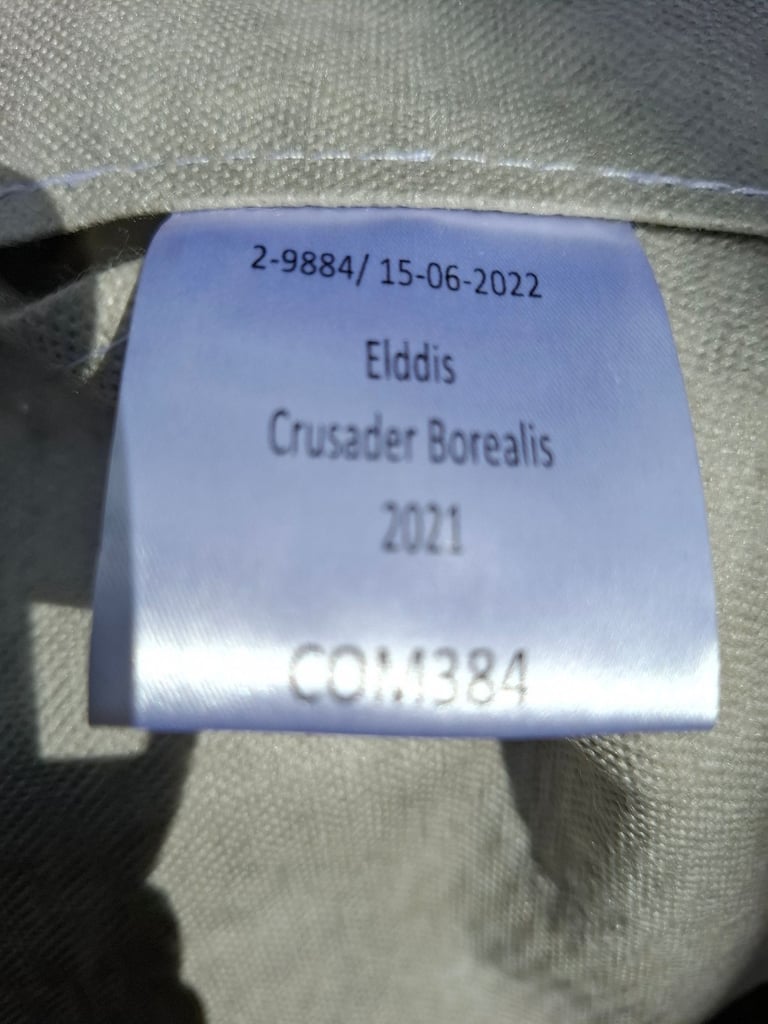 2-9884/ 15-06-2022
Elddis
Crusader Borealis
2021
COM384